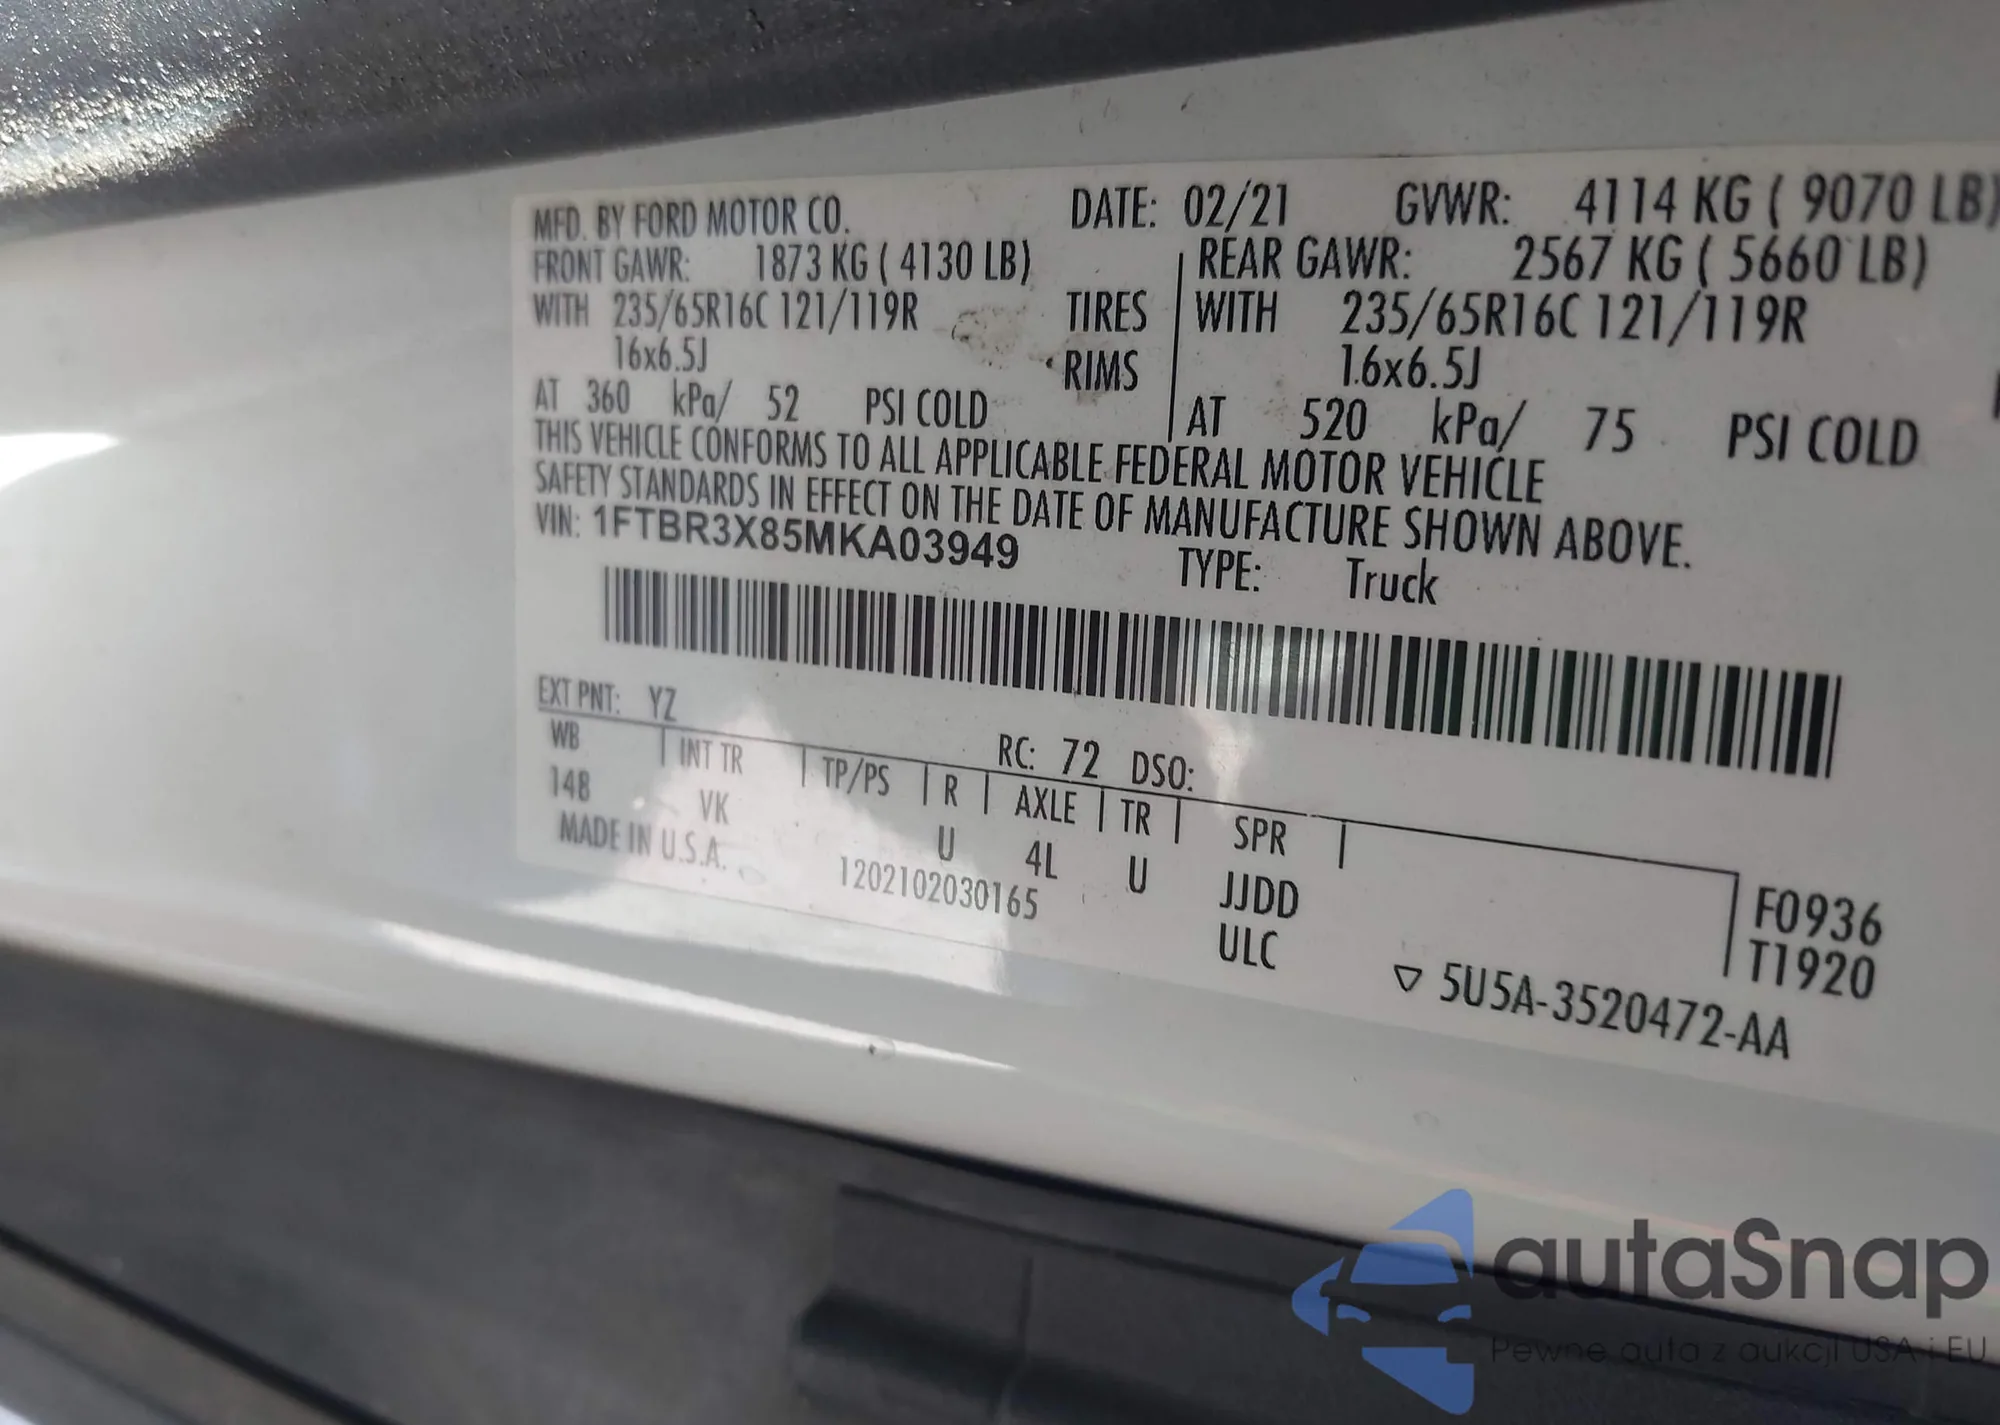 MFD. BY FORD MOTOR CO. DATE: 02/21 GVWR: 4114 KG ( 9070 LB)
FRONT GAWR: 1873 KG ( 4130 LB) REAR GAWR: 2567 KG ( 5660 LB)
WITH 235/65R16C 121/119R TIRES WITH 235/65R16C 121/119R
16x6.5J RIMS 16x6.5J
AT 360 kPa/ 52 PSI COLD AT 520 kPa/ 75 PSI COLD
THIS VEHICLE CONFORMS TO ALL APPLICABLE FEDERAL MOTOR VEHICLE
SAFETY STANDARDS IN EFFECT ON THE DATE OF MANUFACTURE SHOWN ABOVE.
VIN: 1FTBR3X85MKA03949 TYPE: Truck
EXT PNT: YZ RC: 72 DSO:
WB INT TR TP/PS R AXLE TR SPR
148 VK U 4L U JJDD F0936
MADE IN U.S.A. 1202102030165 ULC T1920
▽ 5U5A-3520472-AA
autaSnap
Pewne auta z aukcji USA i EU